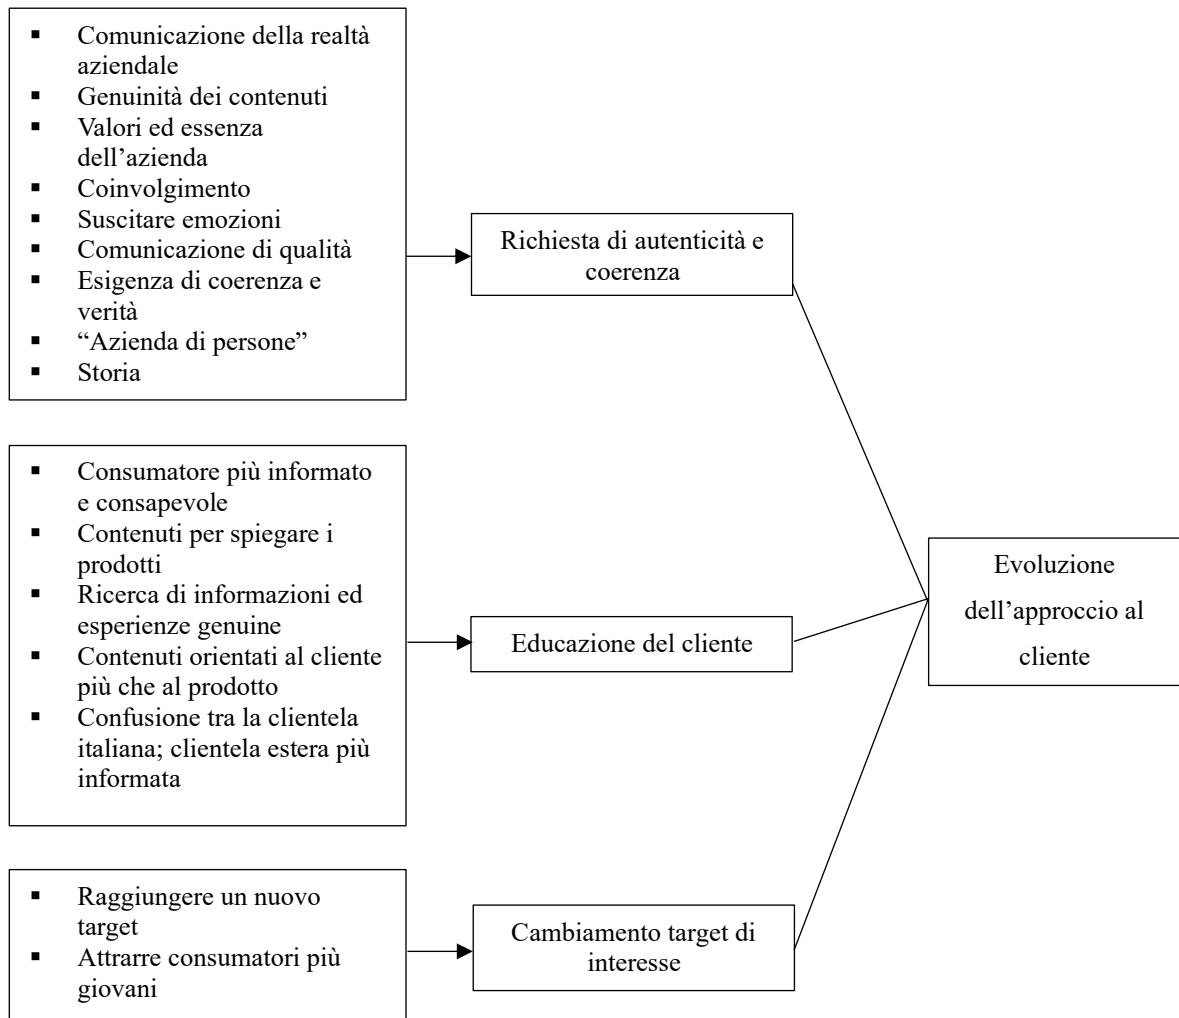 ▪ Comunicazione della realtà
aziendale
▪ Genuinità dei contenuti
▪ Valori ed essenza
dell’azienda
▪ Coinvolgimento
▪ Suscitare emozioni
▪ Comunicazione di qualità
▪ Esigenza di coerenza e
verità
▪ “Azienda di persone”
▪ Storia
Richiesta di autenticità e
coerenza
▪ Consumatore più informato
e consapevole
▪ Contenuti per spiegare i
prodotti
▪ Ricerca di informazioni ed
esperienze genuine
▪ Contenuti orientati al cliente
più che al prodotto
▪ Confusione tra la clientela
italiana; clientela estera più
informata
Educazione del cliente
▪ Raggiungere un nuovo
target
▪ Attrarre consumatori più
giovani
Cambiamento target di
interesse
Evoluzione
dell’approccio al
cliente